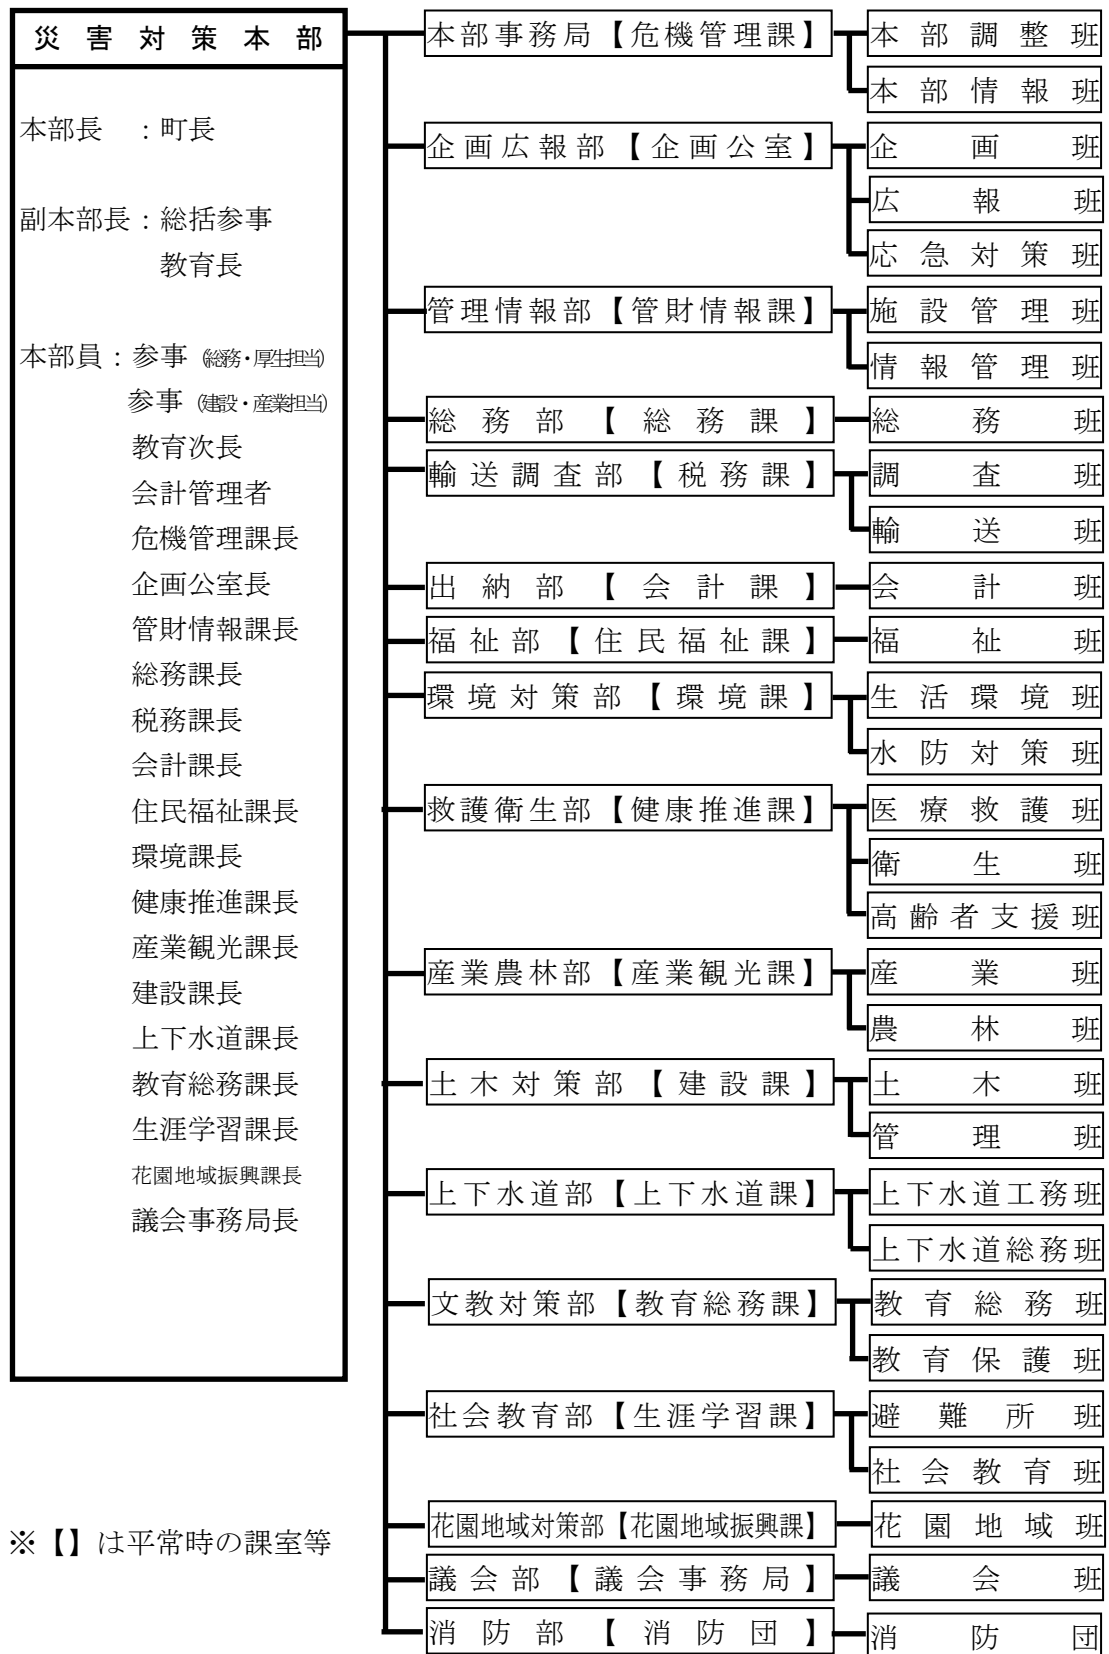 災害対策本部
本部長 ：町長
副本部長：総括参事
教育長
本部員：参事（総務・厚生担当）
参事（建設・産業担当）
教育次長
会計管理者
危機管理課長
企画公室長
管財情報課長
総務課長
税務課長
会計課長
住民福祉課長
環境課長
健康推進課長
産業観光課長
建設課長
上下水道課長
教育総務課長
生涯学習課長
花園地域振興課長
議会事務局長
※【】は平常時の課室等
本部事務局【危機管理課】
本部調整班
本部情報班
企画広報部【企画公室】
企画班
広報班
応急対策班
管理情報部【管財情報課】
施設管理班
情報管理班
総務部【総務課】
総務班
輸送調査部【税務課】
調査班
輸送班
出納部【会計課】
会計班
福祉部【住民福祉課】
福祉班
環境対策部【環境課】
生活環境班
水防対策班
救護衛生部【健康推進課】
医療救護班
衛生班
高齢者支援班
産業農林部【産業観光課】
産業班
農林班
土木対策部【建設課】
土木班
管理班
上下水道部【上下水道課】
上下水道工務班
上下水道総務班
文教対策部【教育総務課】
教育総務班
教育保護班
社会教育部【生涯学習課】
避難所班
社会教育班
花園地域対策部【花園地域振興課】
花園地域班
議会部【議会事務局】
議会班
消防部【消防団】
消防団